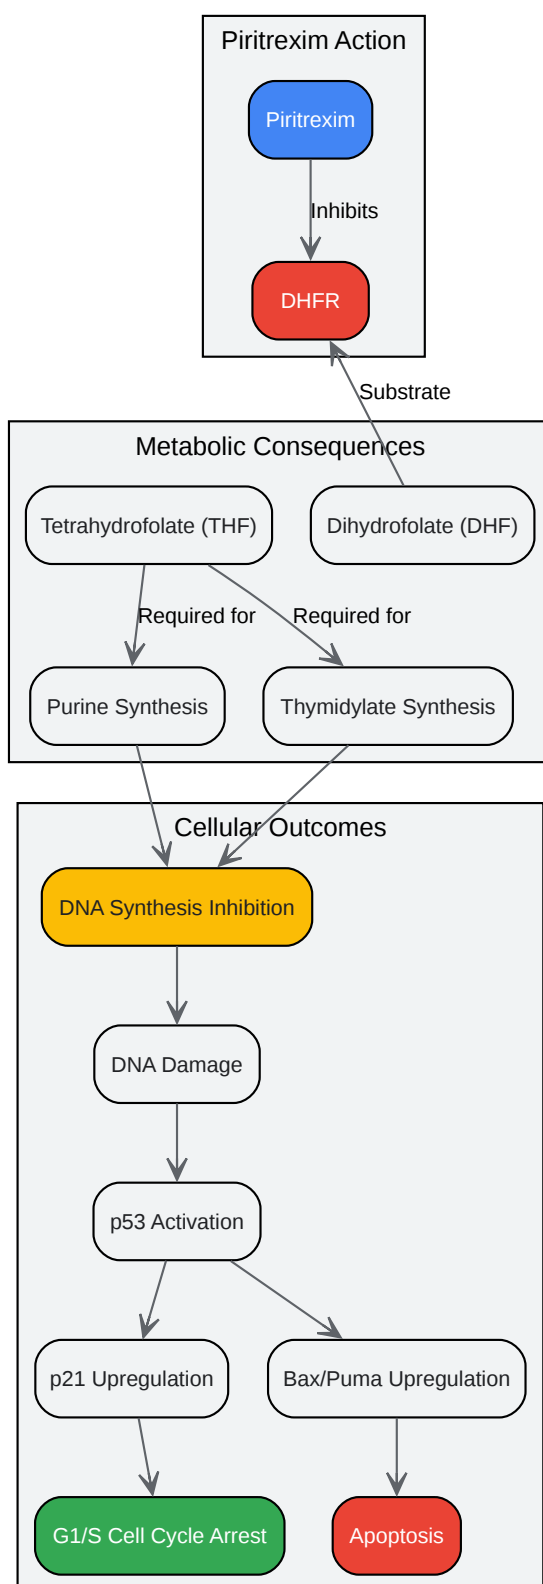 Piritrexim Action
Piritrexim
Inhibits
DHFR
Substrate
Metabolic Consequences
Tetrahydrofolate (THF)
Dihydrofolate (DHF)
Required for
Required for
Purine Synthesis
Thymidylate Synthesis
Cellular Outcomes
DNA Synthesis Inhibition
DNA Damage
p53 Activation
p21 Upregulation
Bax/Puma Upregulation
G1/S Cell Cycle Arrest
Apoptosis